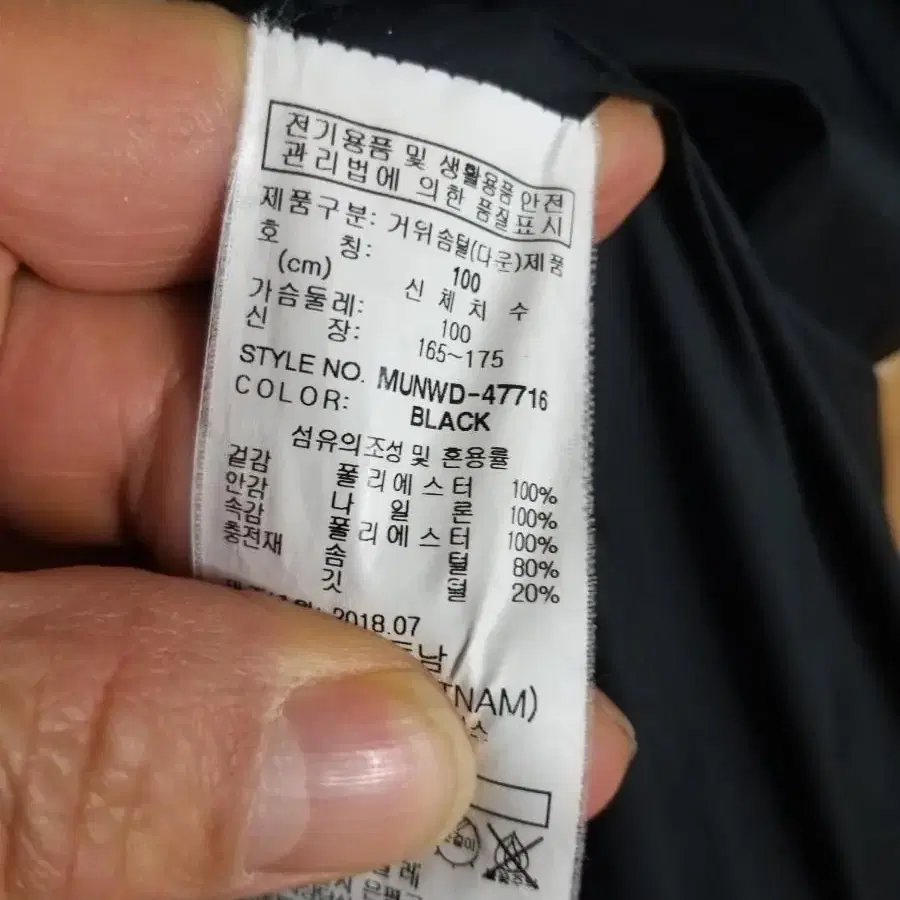 전기용품 및 생활용품 안전
관리법에 의한 품질표시
제품구분: 거위솜털(다운)제품
호 칭: 100
(cm) 신 체 치 수
가슴둘레: 100
신 장: 165~175
STYLE NO. MUNWD-47716
COLOR: BLACK
섬유의조성 및 혼용률
겉감 폴리에스터 100%
안감 나 일 론 100%
속감 폴리에스터 100%
충전재 솜 털 80%
깃 털 20%
2018.07
남
TNAM)
스
레